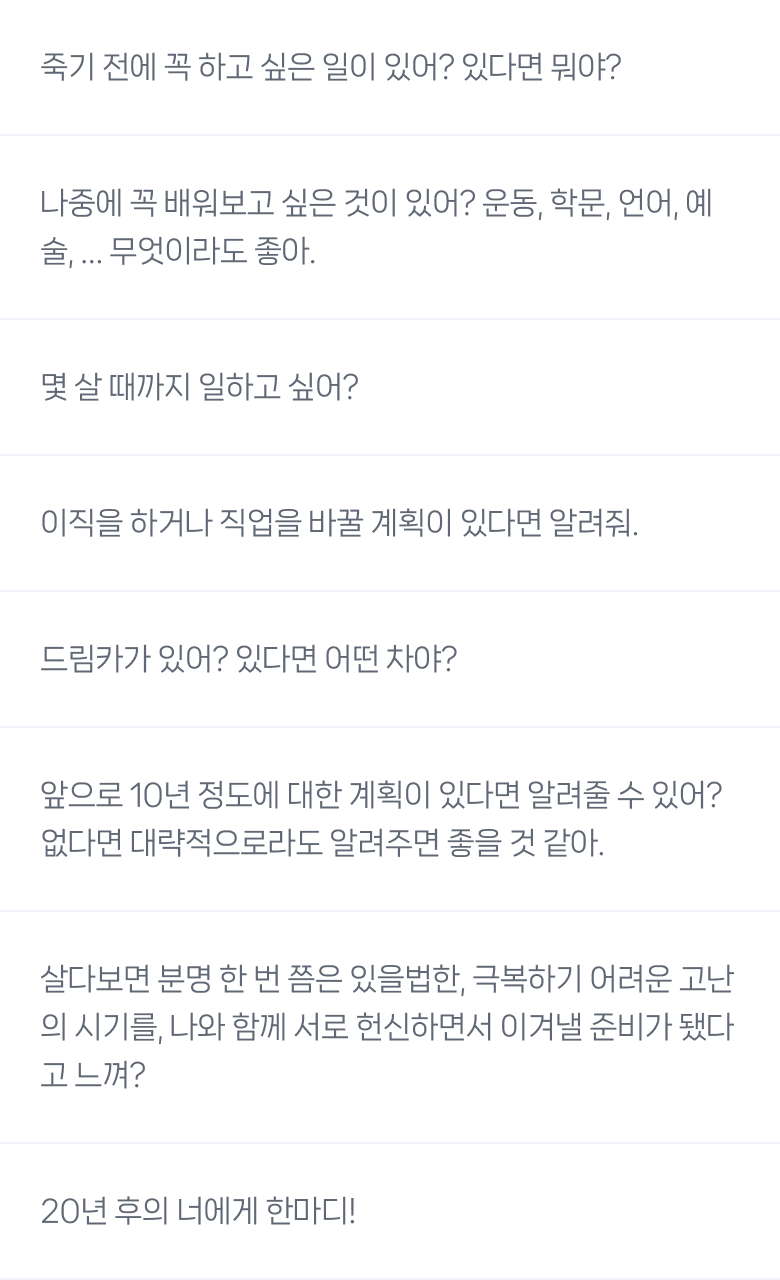 죽기 전에 꼭 하고 싶은 일이 있어? 있다면 뭐야?
나중에 꼭 배워보고 싶은 것이 있어? 운동, 학문, 언어, 예
술, ... 무엇이라도 좋아.
몇 살 때까지 일하고 싶어?
이직을 하거나 직업을 바꿀 계획이 있다면 알려줘.
드림카가 있어? 있다면 어떤 차야?
앞으로 10년 정도에 대한 계획이 있다면 알려줄 수 있어?
없다면 대략적으로라도 알려주면 좋을 것 같아.
살다보면 분명 한 번 쯤은 있을법한, 극복하기 어려운 고난
의 시기를, 나와 함께 서로 헌신하면서 이겨낼 준비가 됐다
고 느껴?
20년 후의 너에게 한마디!